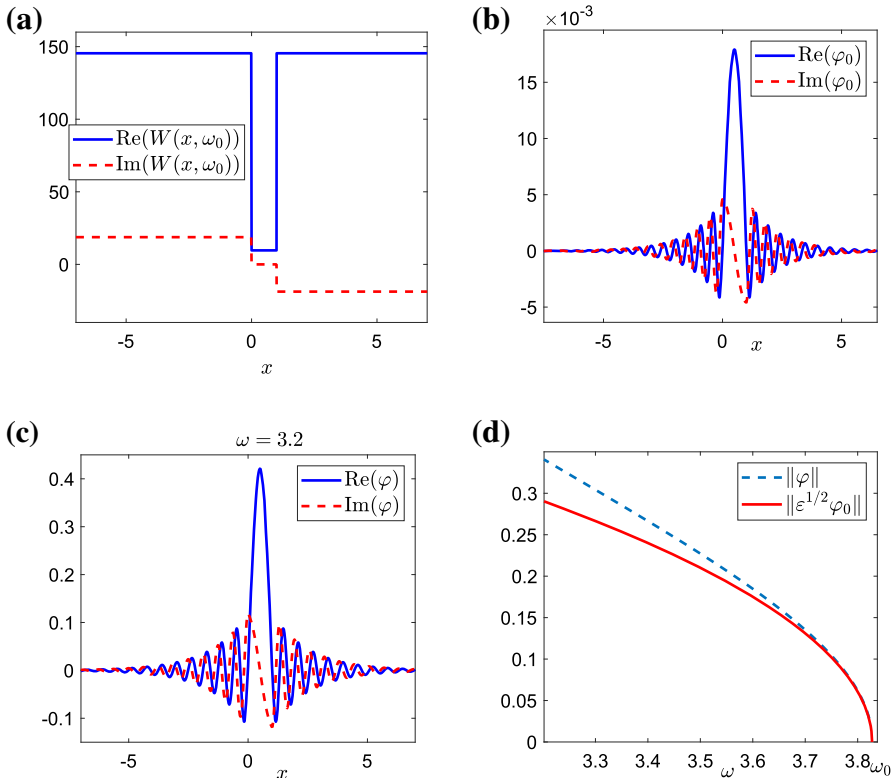 (a)
150
100
50
0
-5
0
5
x
Re(W(x, ω₀))
Im(W(x, ω₀))
(b)
×10⁻³
15
10
5
0
-5
-5
0
5
x
Re(φ₀)
Im(φ₀)
(c)
ω = 3.2
0.4
0.3
0.2
0.1
0
-0.1
-5
0
5
x
Re(φ)
Im(φ)
(d)
0.3
0.25
0.2
0.15
0.1
0.05
0
3.3
3.4
3.5
3.6
3.7
3.8
ω₀
ω
||φ||
||ε^{1/2}φ₀||